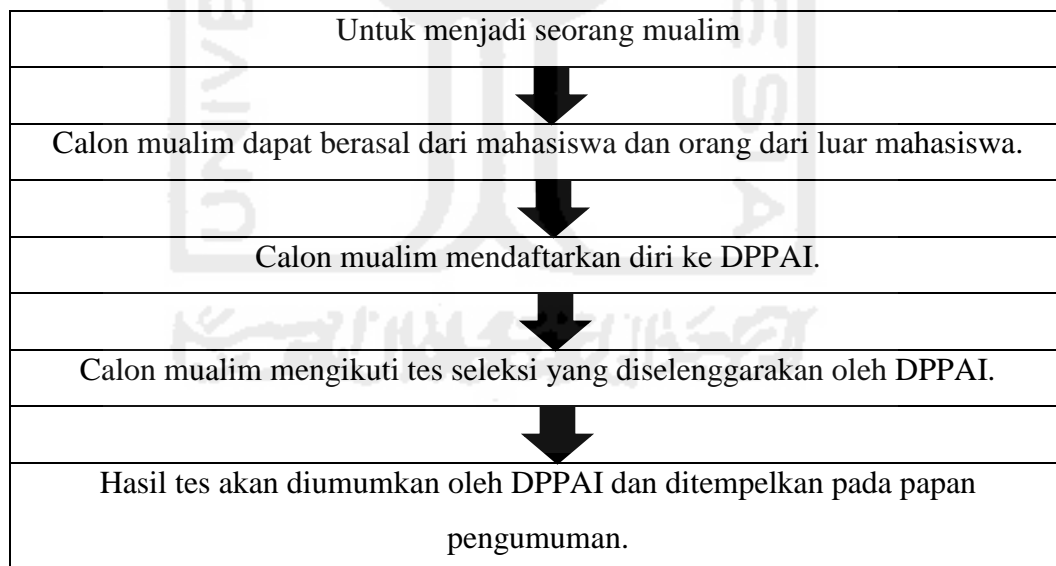 Untuk menjadi seorang mualim
Calon mualim dapat berasal dari mahasiswa dan orang dari luar mahasiswa.
Calon mualim mendaftarkan diri ke DPPAI.
Calon mualim mengikuti tes seleksi yang diselenggarakan oleh DPPAI.
Hasil tes akan diumumkan oleh DPPAI dan ditempelkan pada papan
pengumuman.